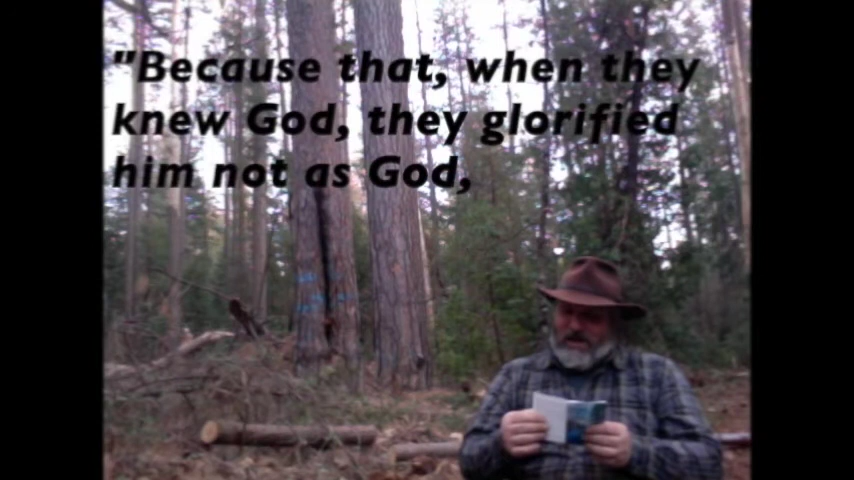 "Because that, when they
knew God, they glorified
him not as God,